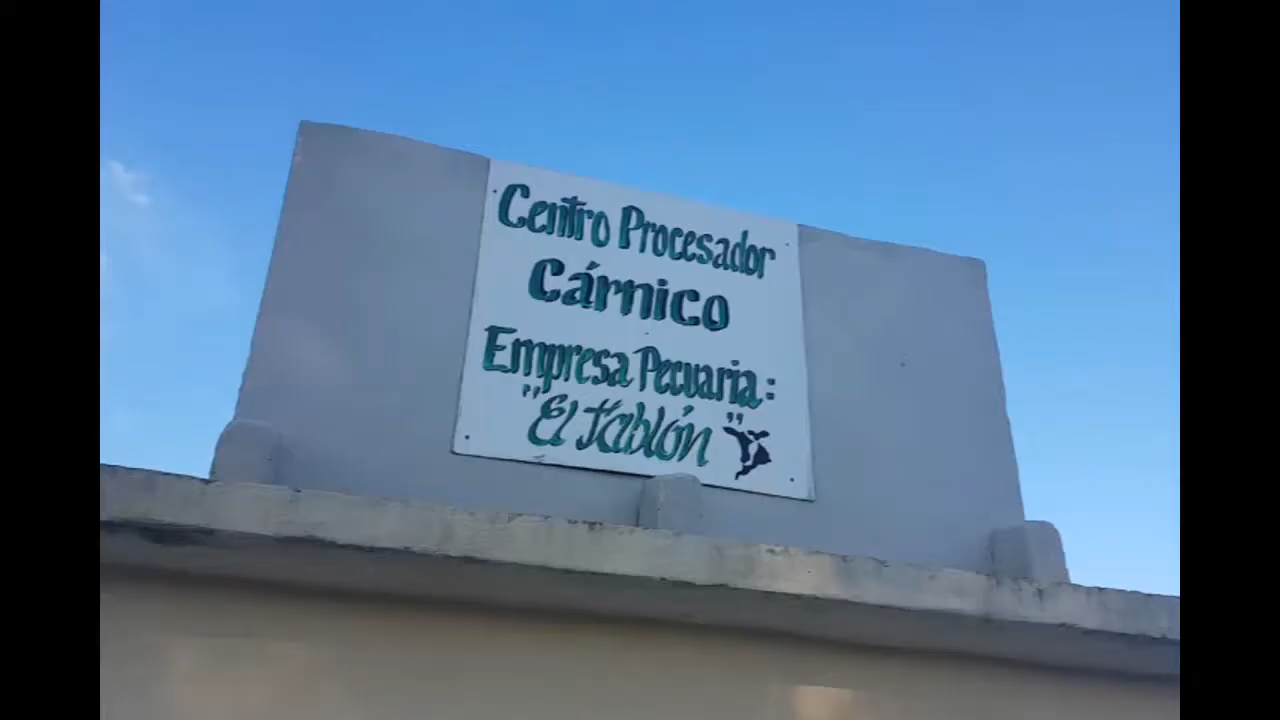 Centro Procesador
Cárnico
Empresa Pecuaria:
"El Tablón"